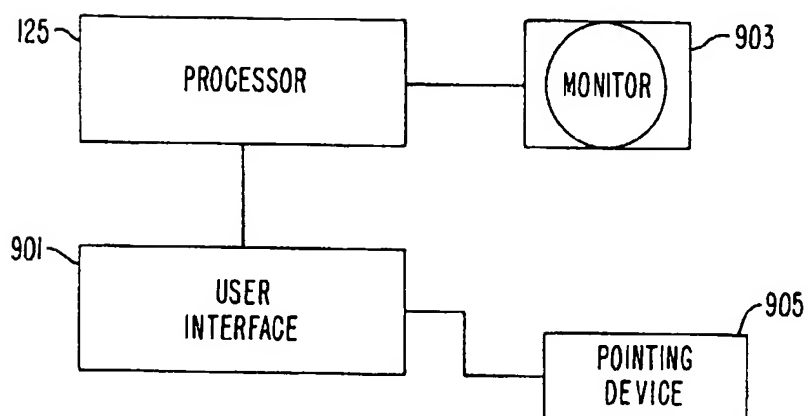 125
PROCESSOR
MONITOR
903
901
USER
INTERFACE
905
POINTING
DEVICE